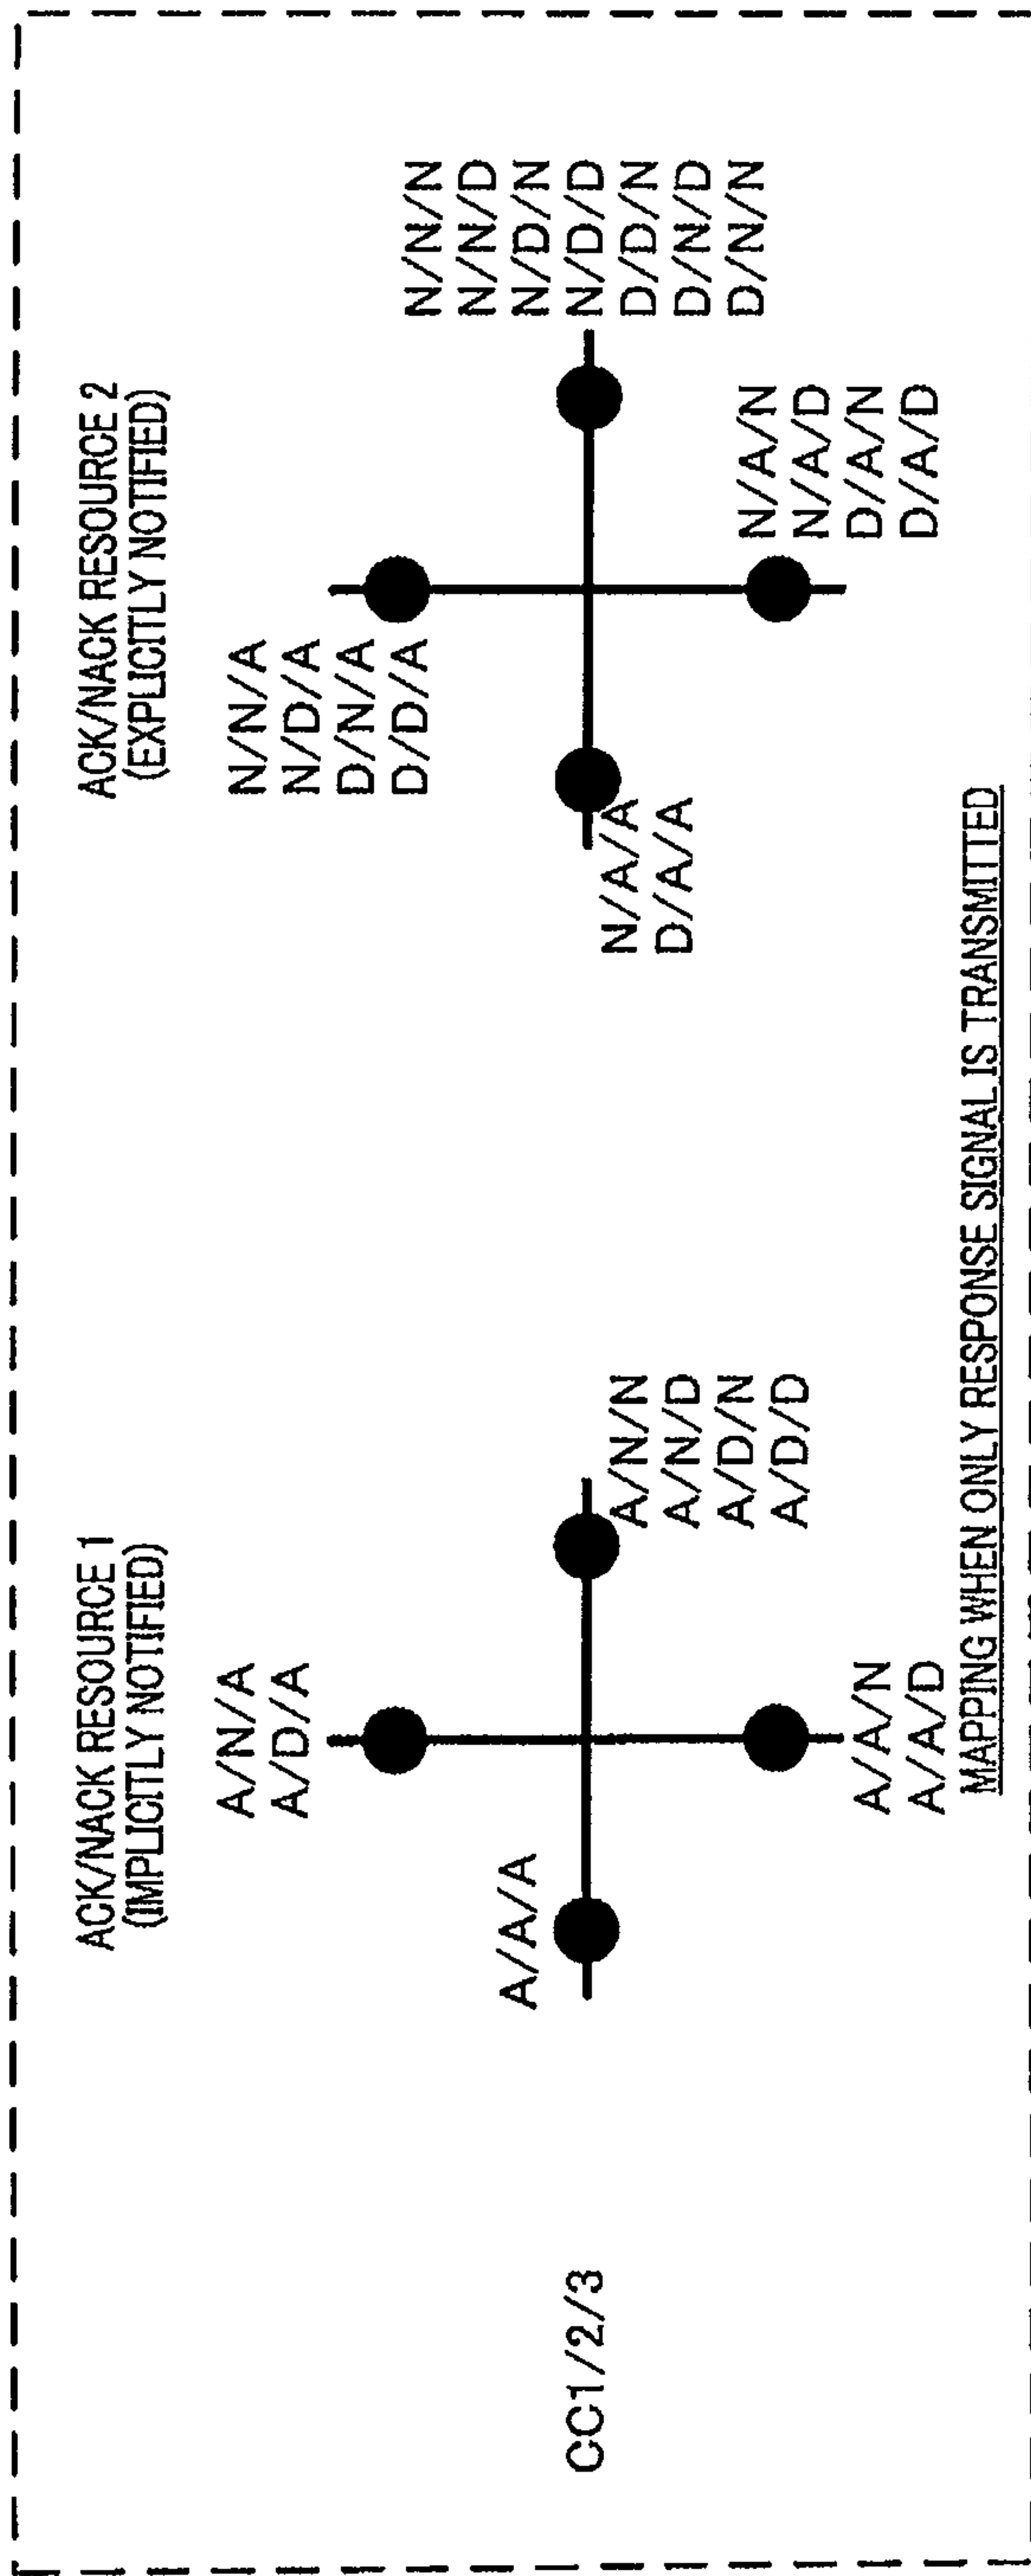 ACK/NACK RESOURCE 1
(IMPLICITLY NOTIFIED)
A/N/A
A/D/A
A/A/A
A/N/N
A/N/D
A/D/N
A/D/D
A/A/N
A/A/D
CC1/2/3
ACK/NACK RESOURCE 2
(EXPLICITLY NOTIFIED)
N/N/A
N/D/A
D/N/A
D/D/A
N/N/N
N/N/D
N/D/N
N/D/D
D/D/N
D/N/D
D/N/N
N/A/A
D/A/A
N/A/N
N/A/D
D/A/N
D/A/D
MAPPING WHEN ONLY RESPONSE SIGNAL IS TRANSMITTED